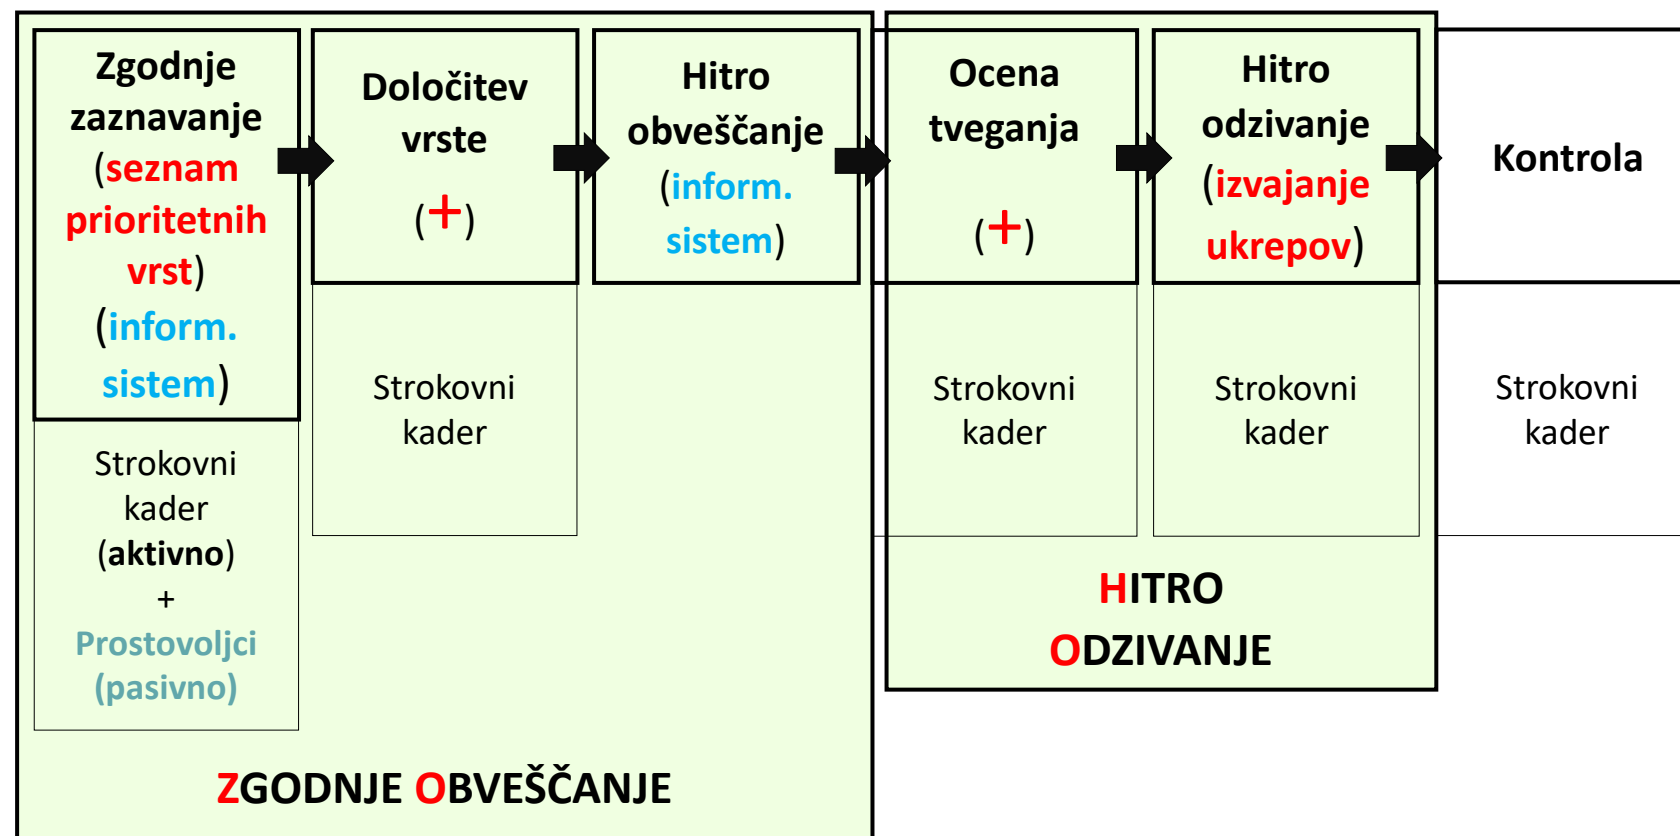 Zgodnje
zaznavanje
(seznam
prioritetnih
vrst)
(inform.
sistem)
Strokovni
kader
(aktivno)
+
Prostovoljci
(pasivno)
Določitev
vrste
(+)
Strokovni
kader
Hitro
obveščanje
(inform.
sistem)
ZGODNJE OBVEŠČANJE
Ocena
tveganja
(+)
Strokovni
kader
Hitro
odzivanje
(izvajanje
ukrepov)
Strokovni
kader
HITRO
ODZIVANJE
Kontrola
Strokovni
kader